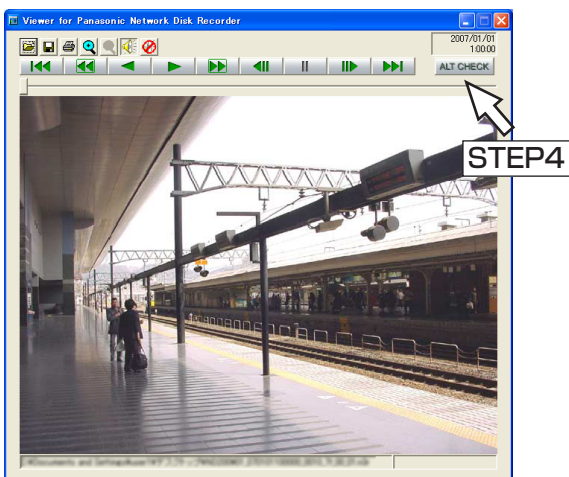 Viewer for Panasonic Network Disk Recorder
2007/01/01
1:00:00
ALT CHECK
STEP4